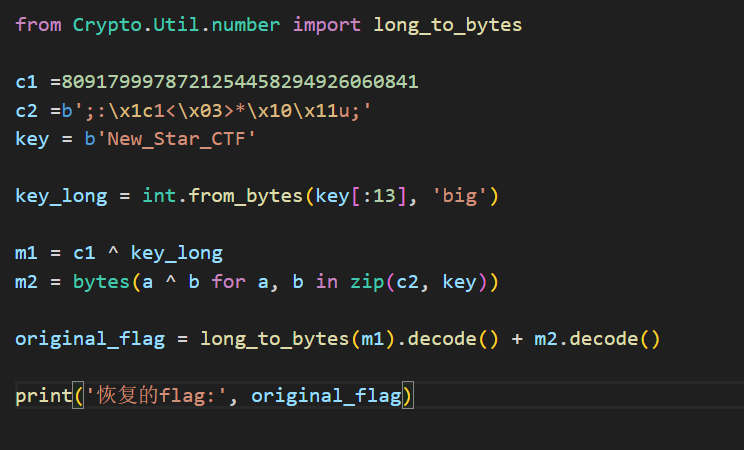 from Crypto.Util.number import long_to_bytes
c1 =8091799978721254458294926060841
c2 =b';:\x1c1<\x03>*\x10\x11u;'
key = b'New_Star_CTF'
key_long = int.from_bytes(key[:13], 'big')
m1 = c1 ^ key_long
m2 = bytes(a ^ b for a, b in zip(c2, key))
original_flag = long_to_bytes(m1).decode() + m2.decode()
print('恢复的flag:', original_flag)